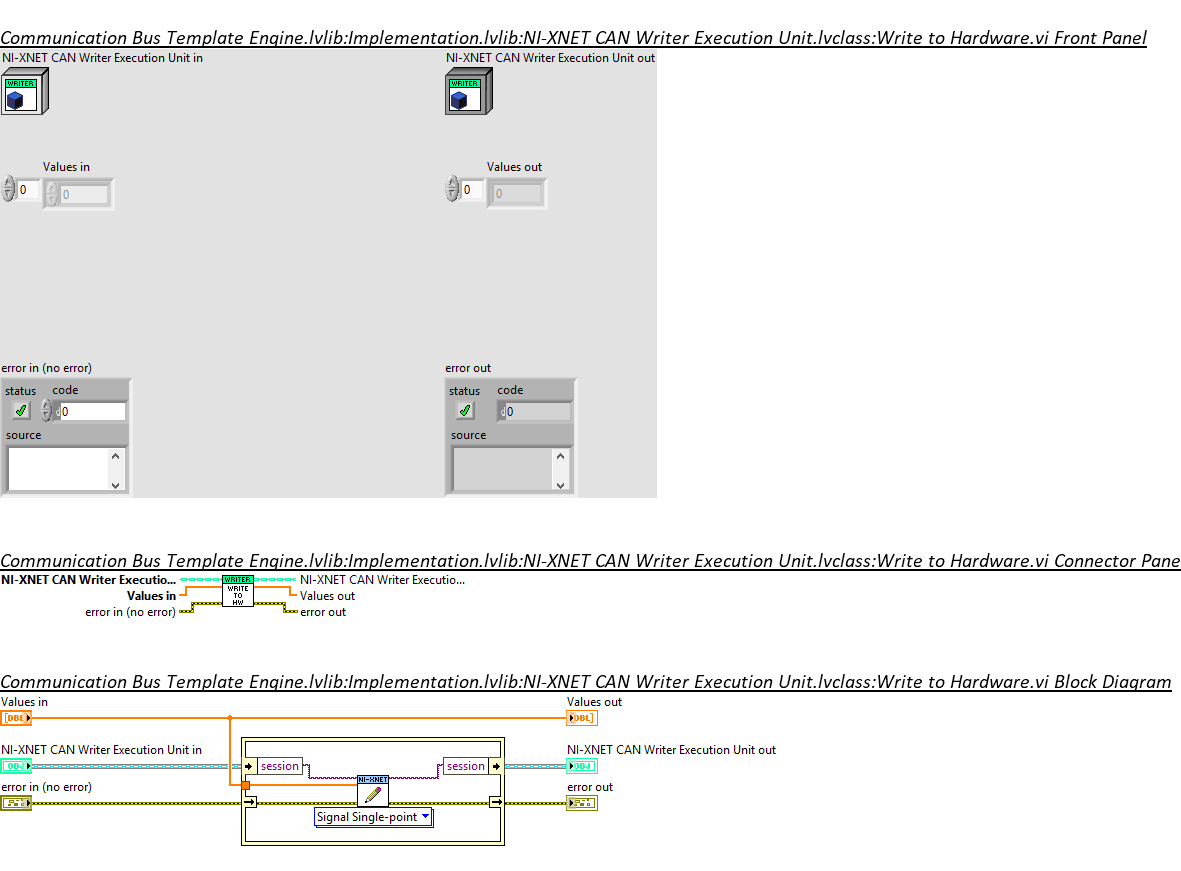 Communication Bus Template Engine.lvlib:Implementation.lvlib:NI-XNET CAN Writer Execution Unit.lvclass:Write to Hardware.vi Front Panel
NI-XNET CAN Writer Execution Unit in
NI-XNET CAN Writer Execution Unit out
WRITER
WRITER
Values in
Values out
0
0
0
0
error in (no error)
error out
status
code
status
code
d
0
d
0
source
source
Communication Bus Template Engine.lvlib:Implementation.lvlib:NI-XNET CAN Writer Execution Unit.lvclass:Write to Hardware.vi Connector Pane
NI-XNET CAN Writer Executio...
WRITER
NI-XNET CAN Writer Executio...
Values in
WRITE
TO
HW
Values out
error in (no error)
error out
Communication Bus Template Engine.lvlib:Implementation.lvlib:NI-XNET CAN Writer Execution Unit.lvclass:Write to Hardware.vi Block Diagram
Values in
Values out
[DBL]
[DBL]
NI-XNET CAN Writer Execution Unit in
NI-XNET CAN Writer Execution Unit out
OBJ
session
session
OBJ
NI-XNET
error in (no error)
error out
Signal Single-point